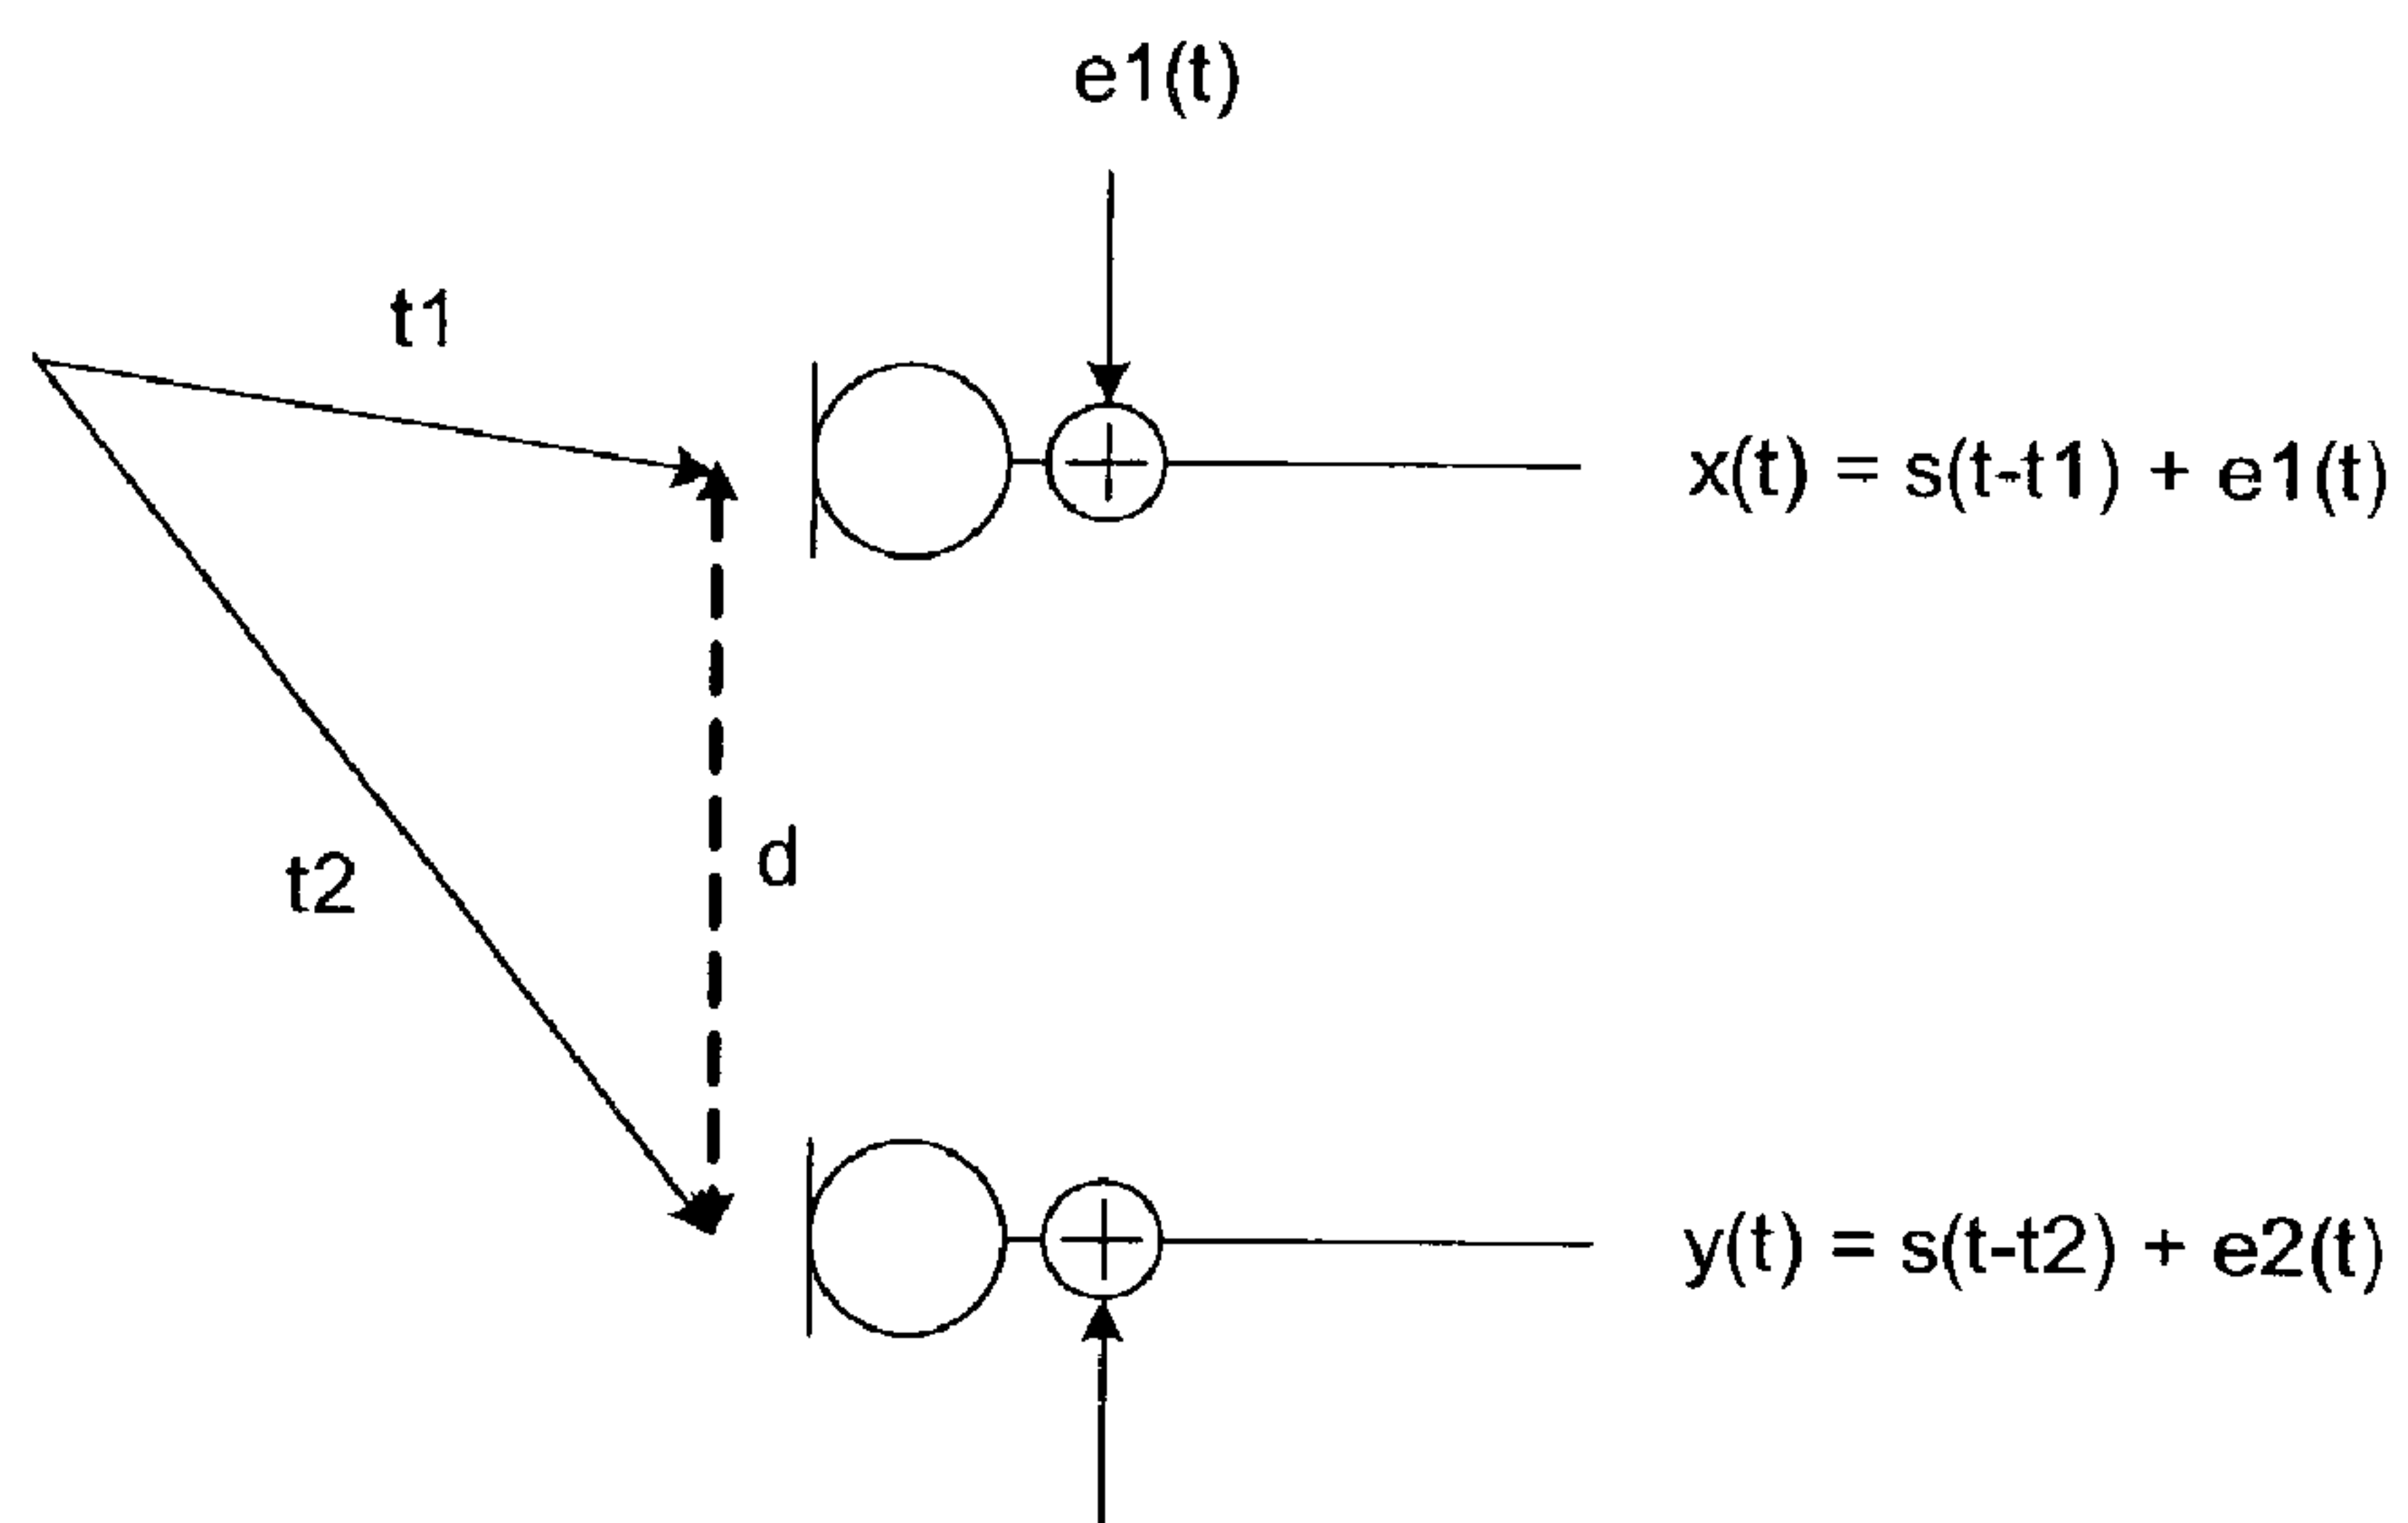 e1(t)
t1
x(t) = s(t-t1) + e1(t)
d
t2
y(t) = s(t-t2) + e2(t)